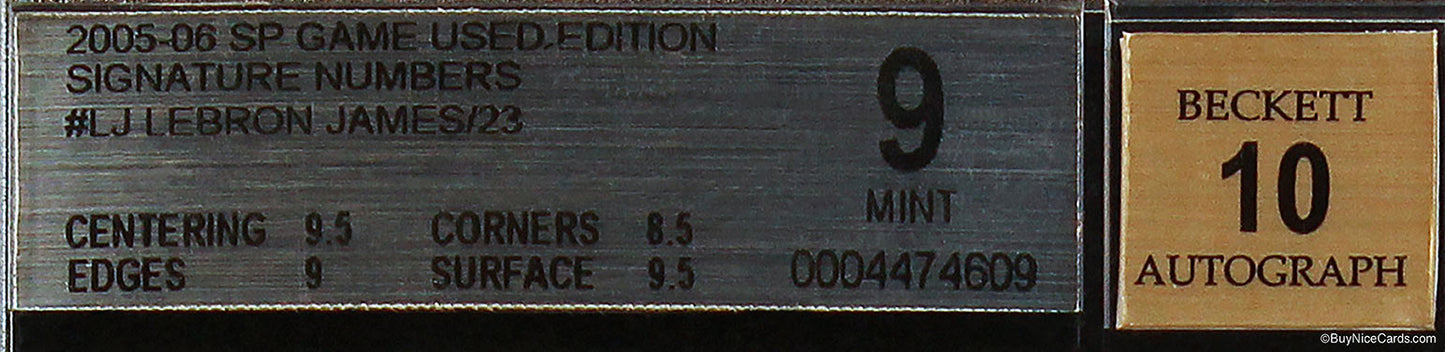 2005-06 SP GAME USED EDITION
SIGNATURE NUMBERS
#LJ LEBRON JAMES/23
9
MINT
CENTERING 9.5 CORNERS 8.5
EDGES 9 SURFACE 9.5
0004474609
BECKETT
10
AUTOGRAPH
©BuyNiceCards.com